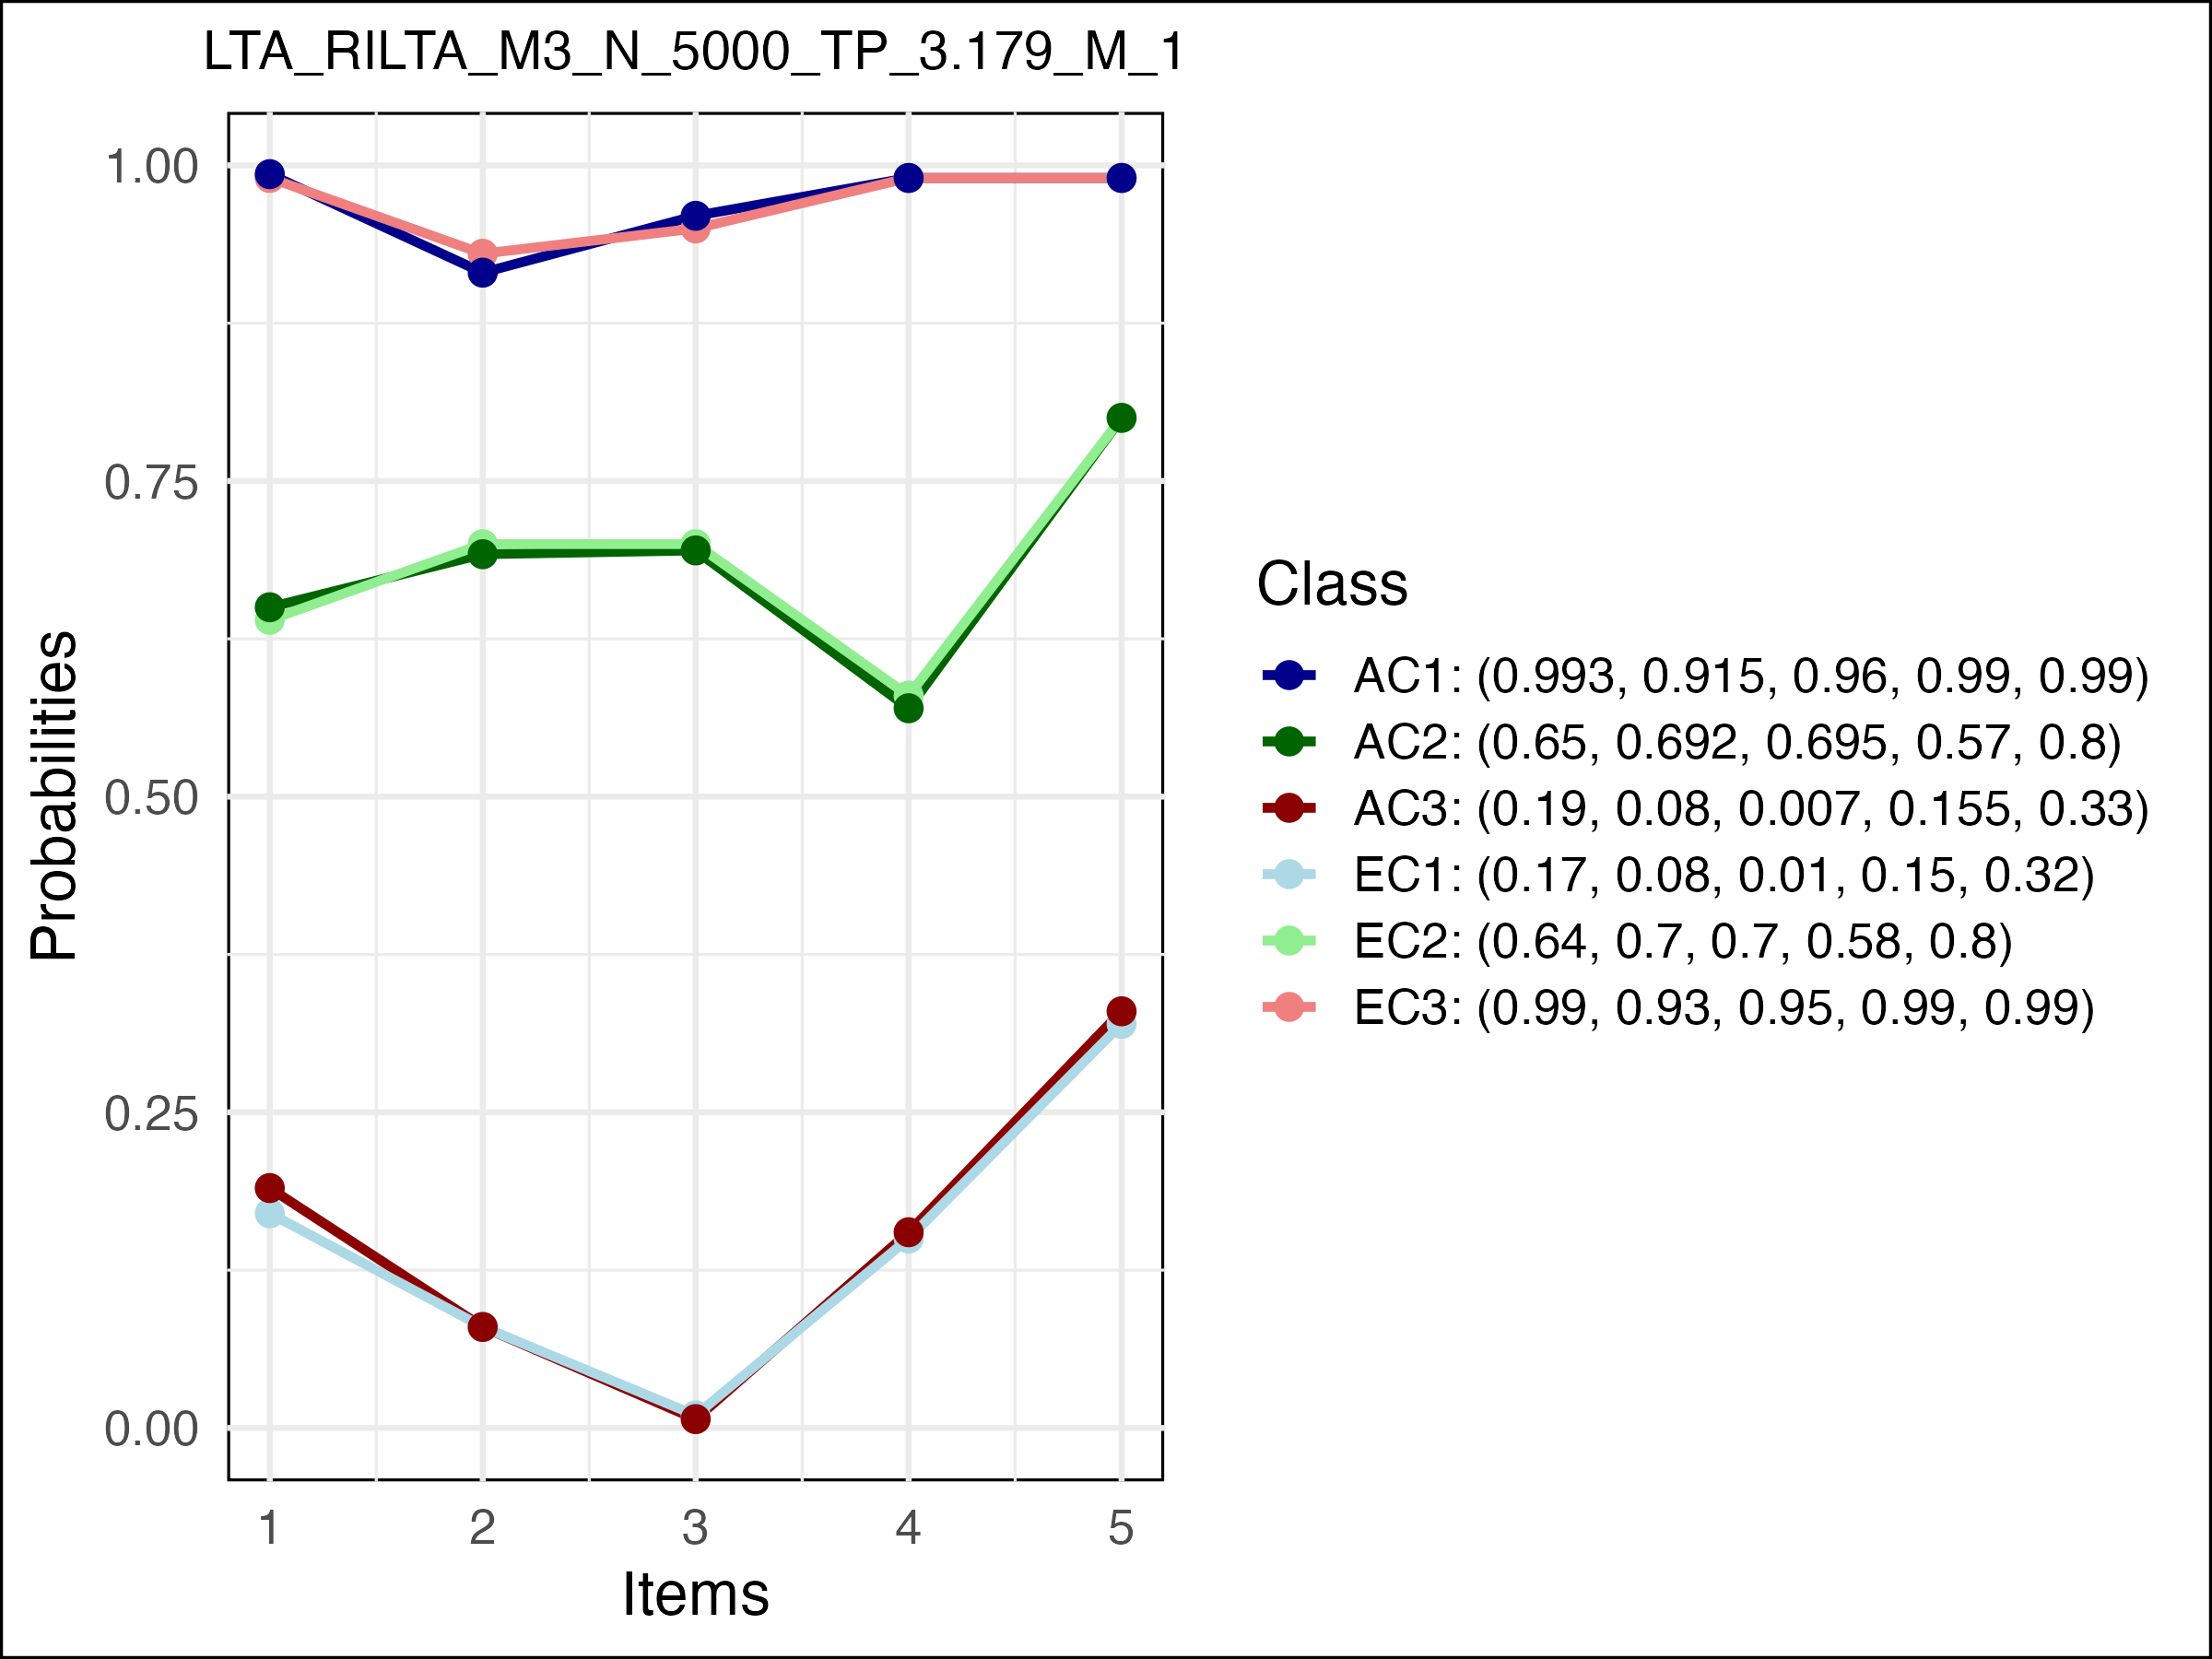 LTA_RILTA_M3_N_5000_TP_3.179_M_1
1.00
0.75
0.50
0.25
0.00
Probabilities
1 2 3 4 5
Items
Class
AC1: (0.993, 0.915, 0.96, 0.99, 0.99)
AC2: (0.65, 0.692, 0.695, 0.57, 0.8)
AC3: (0.19, 0.08, 0.007, 0.155, 0.33)
EC1: (0.17, 0.08, 0.01, 0.15, 0.32)
EC2: (0.64, 0.7, 0.7, 0.58, 0.8)
EC3: (0.99, 0.93, 0.95, 0.99, 0.99)